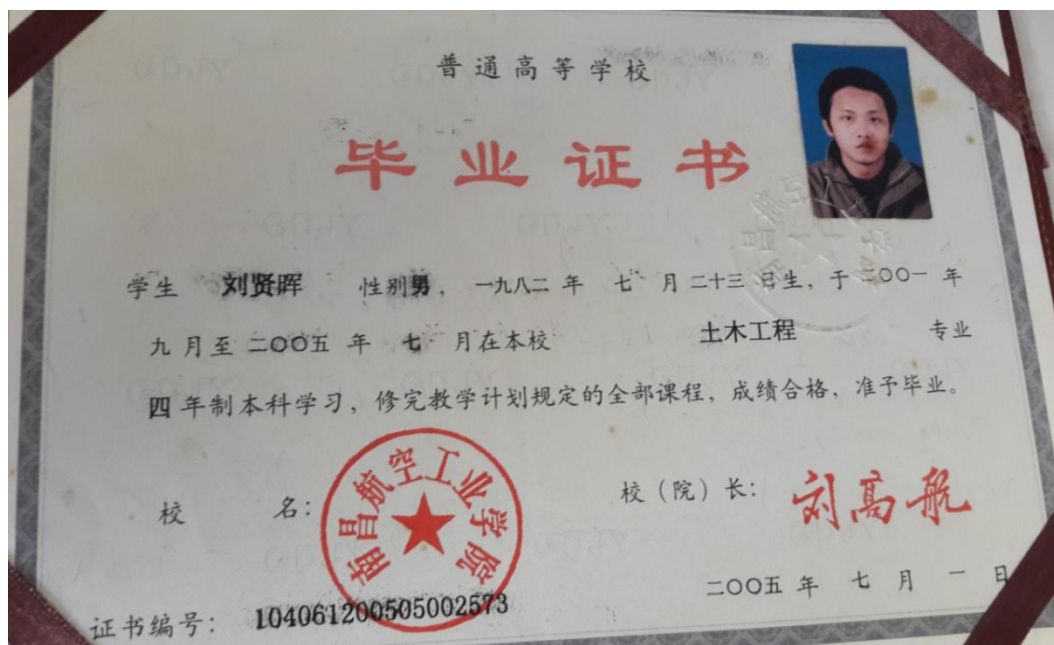 普通高等学校
毕业证书
学生 刘贤晖 性别男， 一九八二 年 七 月 二十三 日生，于 二〇〇一 年
九 月至 二〇〇五 年 七 月在本校 土木工程 专业
四 年制本科学习，修完教学计划规定的全部课程，成绩合格，准予毕业。
南昌航空工业学院
校 名： 校（院）长： 刘高航
二〇〇五 年 七 月 一 日
证书编号： 104061200505002573